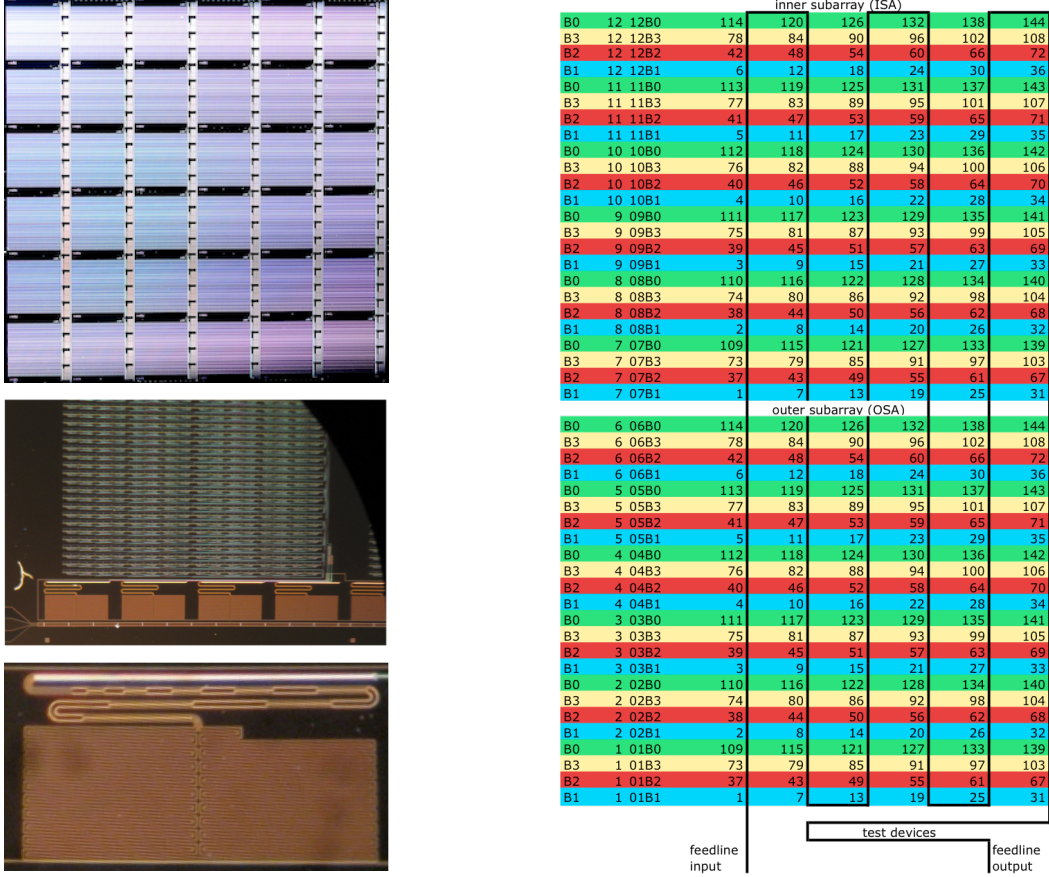 inner subarray (ISA)
B0 12 12B0 114 120 126 132 138 144
B3 12 12B3 78 84 90 96 102 108
B2 12 12B2 42 48 54 60 66 72
B1 12 12B1 6 12 18 24 30 36
B0 11 11B0 113 119 125 131 137 143
B3 11 11B3 77 83 89 95 101 107
B2 11 11B2 41 47 53 59 65 71
B1 11 11B1 5 11 17 23 29 35
B0 10 10B0 112 118 124 130 136 142
B3 10 10B3 76 82 88 94 100 106
B2 10 10B2 40 46 52 58 64 70
B1 10 10B1 4 10 16 22 28 34
B0 9 09B0 111 117 123 129 135 141
B3 9 09B3 75 81 87 93 99 105
B2 9 09B2 39 45 51 57 63 69
B1 9 09B1 3 9 15 21 27 33
B0 8 08B0 110 116 122 128 134 140
B3 8 08B3 74 80 86 92 98 104
B2 8 08B2 38 44 50 56 62 68
B1 8 08B1 2 8 14 20 26 32
B0 7 07B0 109 115 121 127 133 139
B3 7 07B3 73 79 85 91 97 103
B2 7 07B2 37 43 49 55 61 67
B1 7 07B1 1 7 13 19 25 31
outer subarray (OSA)
B0 6 06B0 114 120 126 132 138 144
B3 6 06B3 78 84 90 96 102 108
B2 6 06B2 42 48 54 60 66 72
B1 6 06B1 6 12 18 24 30 36
B0 5 05B0 113 119 125 131 137 143
B3 5 05B3 77 83 89 95 101 107
B2 5 05B2 41 47 53 59 65 71
B1 5 05B1 5 11 17 23 29 35
B0 4 04B0 112 118 124 130 136 142
B3 4 04B3 76 82 88 94 100 106
B2 4 04B2 40 46 52 58 64 70
B1 4 04B1 4 10 16 22 28 34
B0 3 03B0 111 117 123 129 135 141
B3 3 03B3 75 81 87 93 99 105
B2 3 03B2 39 45 51 57 63 69
B1 3 03B1 3 9 15 21 27 33
B0 2 02B0 110 116 122 128 134 140
B3 2 02B3 74 80 86 92 98 104
B2 2 02B2 38 44 50 56 62 68
B1 2 02B1 2 8 14 20 26 32
B0 1 01B0 109 115 121 127 133 139
B3 1 01B3 73 79 85 91 97 103
B2 1 01B2 37 43 49 55 61 67
B1 1 01B1 1 7 13 19 25 31
test devices
feedline input
feedline output